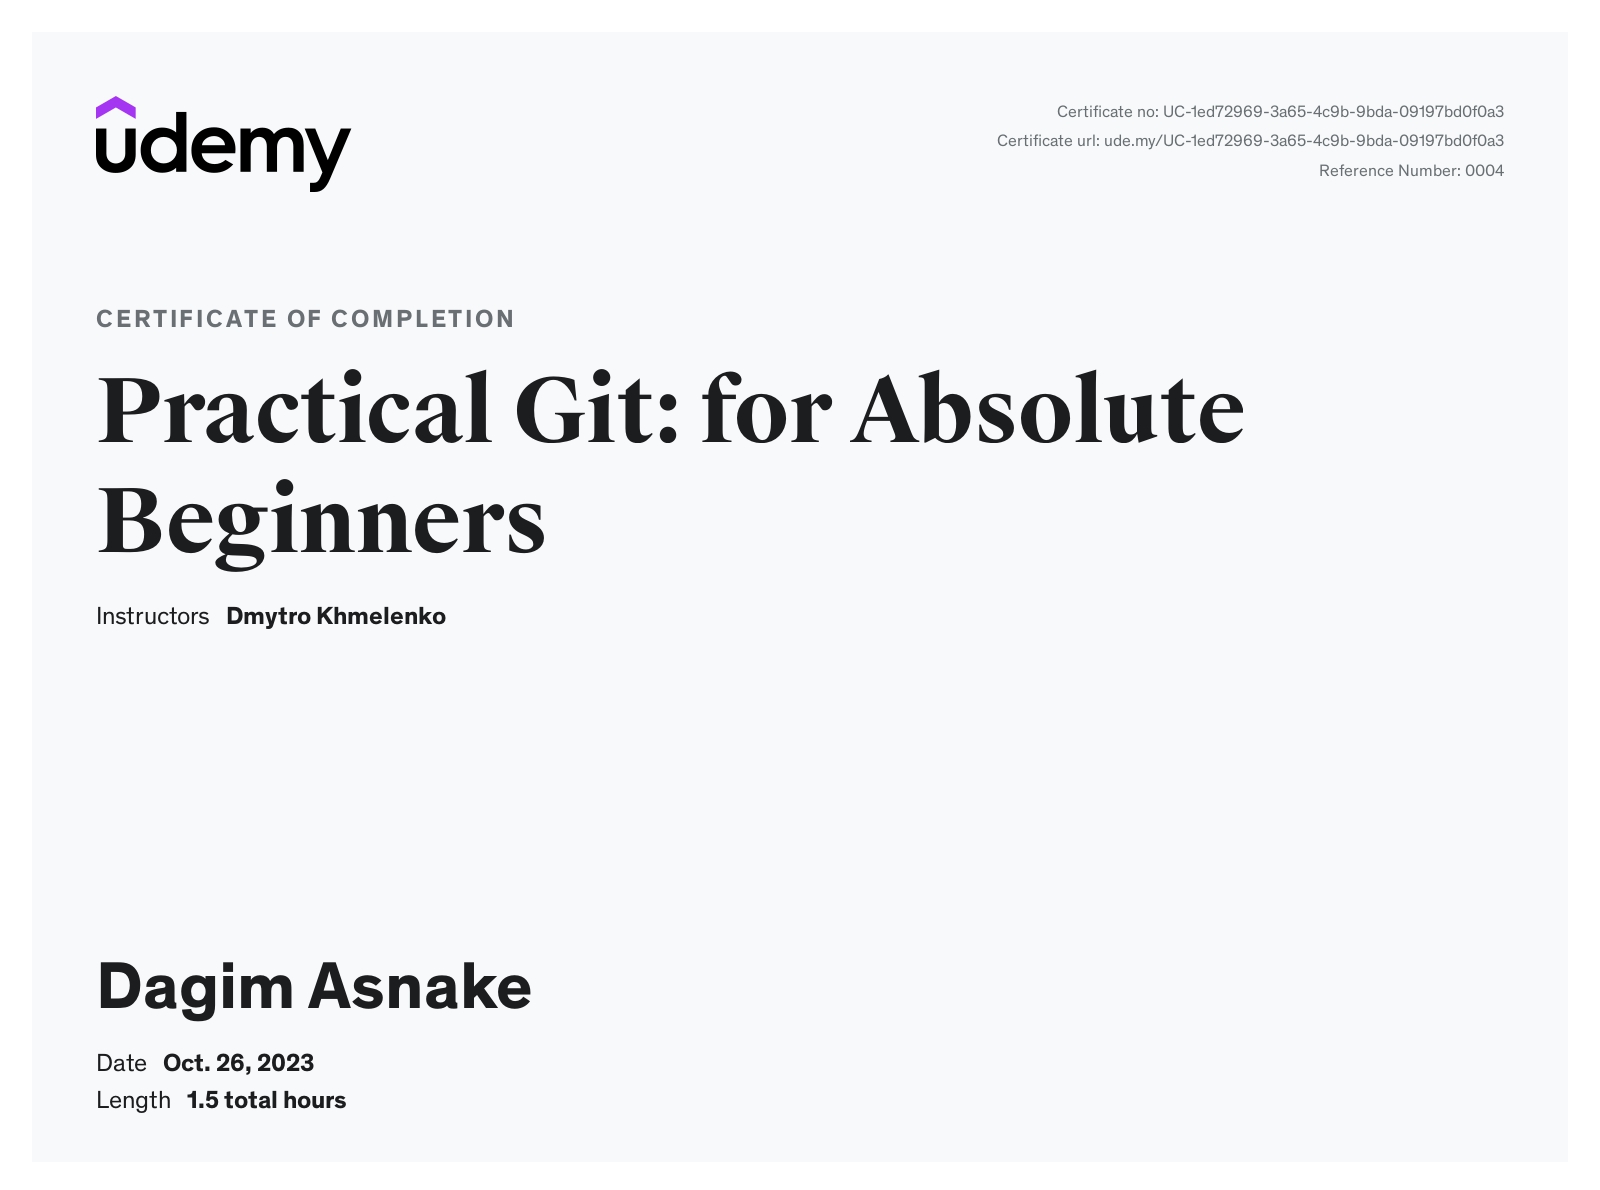 udemy
Certificate no: UC-1ed72969-3a65-4c9b-9bda-09197bd0f0a3
Certificate url: ude.my/UC-1ed72969-3a65-4c9b-9bda-09197bd0f0a3
Reference Number: 0004
CERTIFICATE OF COMPLETION
Practical Git: for Absolute
Beginners
Instructors Dmytro Khmelenko
Dagim Asnake
Date Oct. 26, 2023
Length 1.5 total hours